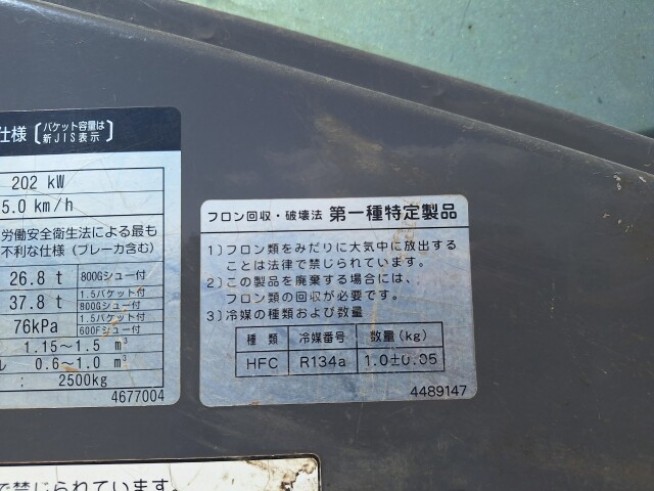 仕様〔バケット容量は新JIS表示〕
202 kW
5.0 km/h
労働安全衛生法による最も
不利な仕様 (ブレーカ含む)
26.8 t 800Gシュー付
37.8 t 1.5バケット付 800Gシュー付
76kPa 1.5バケット付 600Fシュー付
1.15~1.5 m³
ル 0.6~1.0 m³
: 2500kg
4677004
フロン回収・破壊法 第一種特定製品
1)フロン類をみだりに大気中に放出する
ことは法律で禁じられています。
2)この製品を廃棄する場合には、
フロン類の回収が必要です。
3)冷媒の種類および数量
種類 冷媒番号 数量(kg)
HFC R134a 1.0±0.05
4489147
で禁じられています。